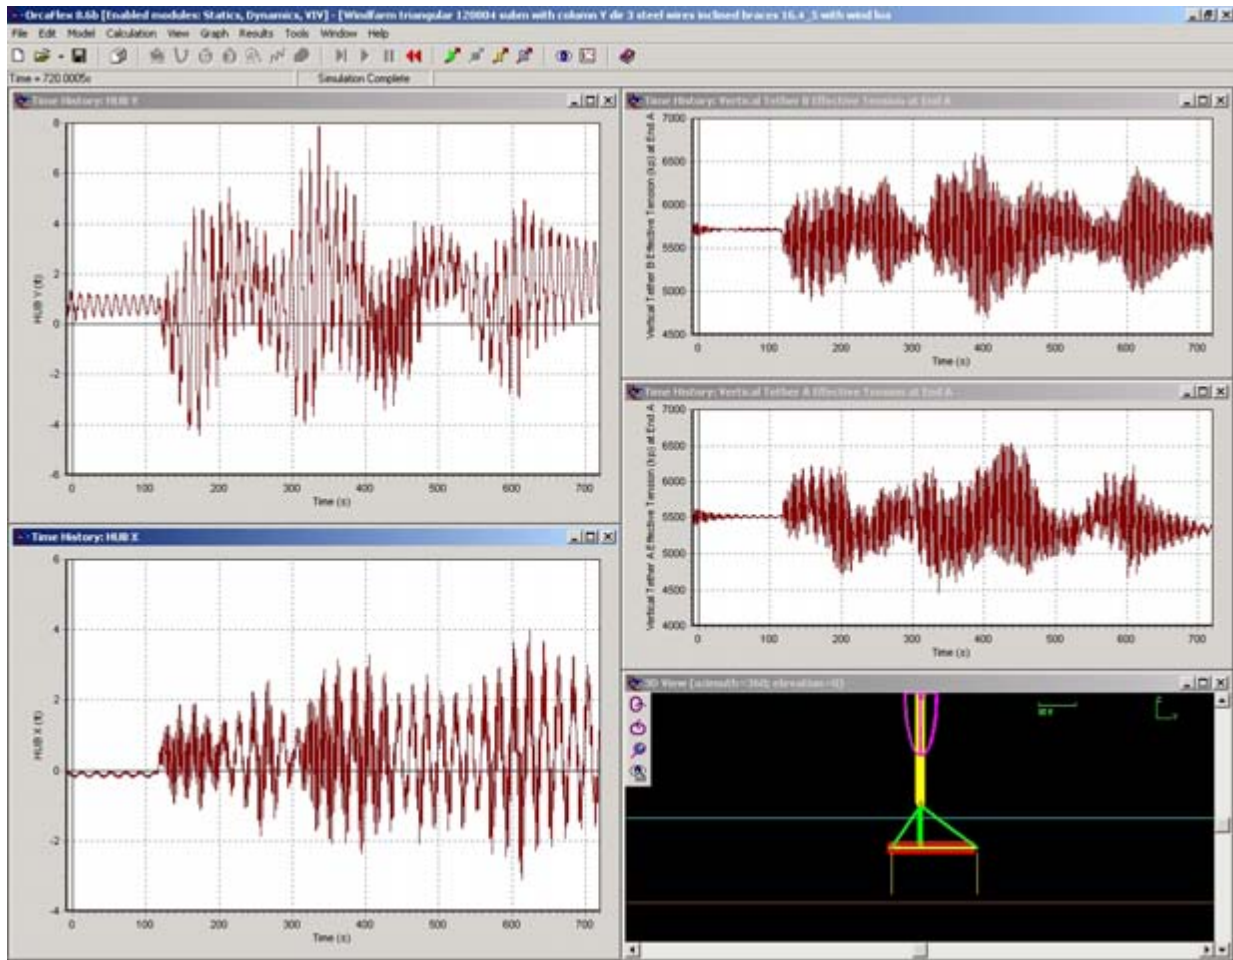 OrcaFlex 8.6b [Enabled modules: Statics, Dynamics, VIV] - [Windfarm triangular 120804 subm with column Y dir 3 steel wires inclined braces 16.4_S with wind loa
File Edit Model Calculation View Graph Results Tools Window Help
Time = 720.0005s Simulation Complete
Time History: HUB Y
8
6
4
2
0
-2
-4
-6
HUB Y (ft)
0 100 200 300 400 500 600 700
Time (s)
Time History: HUB X
6
4
2
0
-2
-4
HUB X (ft)
0 100 200 300 400 500 600 700
Time (s)
Time History: Vertical Tether B Effective Tension at End A
7000
6500
6000
5500
5000
4500
Vertical Tether B Effective Tension (kp) at End A
0 100 200 300 400 500 600 700
Time (s)
Time History: Vertical Tether A Effective Tension at End A
7000
6500
6000
5500
5000
4500
4000
Vertical Tether A Effective Tension (kp) at End A
0 100 200 300 400 500 600 700
Time (s)
3D View (azimuth=360; elevation=0)